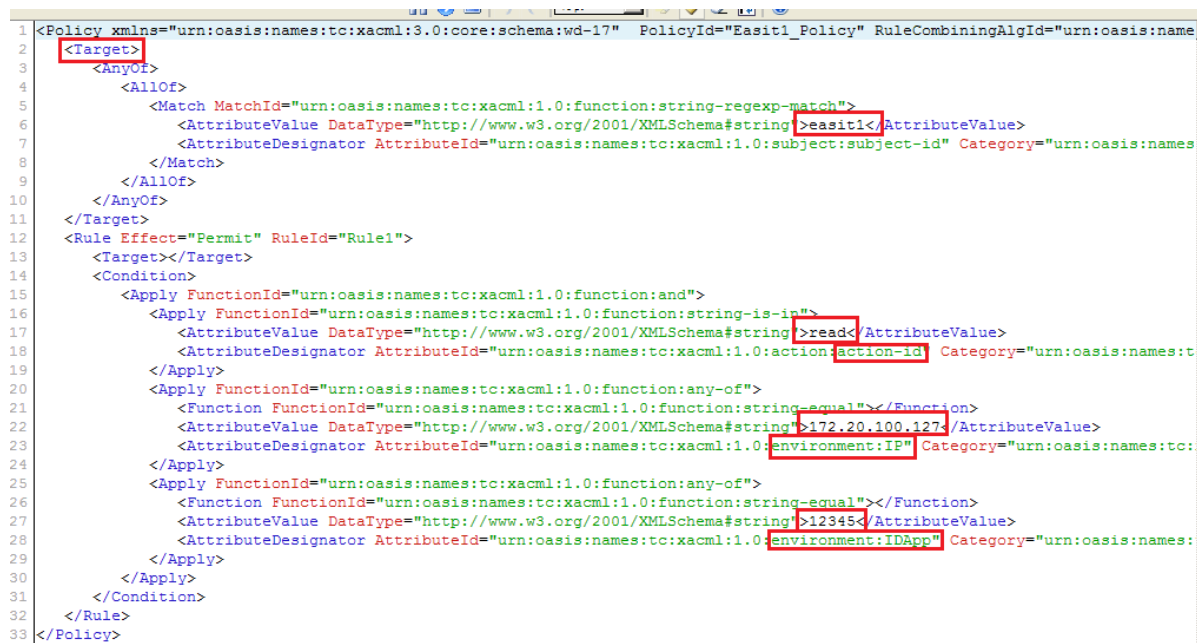 1 <Policy xmlns="urn:oasis:names:tc:xacml:3.0:core:schema:wd-17" PolicyId="Easit1_Policy" RuleCombiningAlgId="urn:oasis:name
2 <Target>
3 <AnyOf>
4 <AllOf>
5 <Match MatchId="urn:oasis:names:tc:xacml:1.0:function:string-regexp-match">
6 <AttributeValue DataType="http://www.w3.org/2001/XMLSchema#string">easit1</AttributeValue>
7 <AttributeDesignator AttributeId="urn:oasis:names:tc:xacml:1.0:subject:subject-id" Category="urn:oasis:names
8 </Match>
9 </AllOf>
10 </AnyOf>
11 </Target>
12 <Rule Effect="Permit" RuleId="Rule1">
13 <Target></Target>
14 <Condition>
15 <Apply FunctionId="urn:oasis:names:tc:xacml:1.0:function:and">
16 <Apply FunctionId="urn:oasis:names:tc:xacml:1.0:function:string-is-in">
17 <AttributeValue DataType="http://www.w3.org/2001/XMLSchema#string">read</AttributeValue>
18 <AttributeDesignator AttributeId="urn:oasis:names:tc:xacml:1.0:action:action-id" Category="urn:oasis:names:t
19 </Apply>
20 <Apply FunctionId="urn:oasis:names:tc:xacml:1.0:function:any-of">
21 <Function FunctionId="urn:oasis:names:tc:xacml:1.0:function:string-equal"></Function>
22 <AttributeValue DataType="http://www.w3.org/2001/XMLSchema#string">172.20.100.127</AttributeValue>
23 <AttributeDesignator AttributeId="urn:oasis:names:tc:xacml:1.0:environment:IP" Category="urn:oasis:names:tc:
24 </Apply>
25 <Apply FunctionId="urn:oasis:names:tc:xacml:1.0:function:any-of">
26 <Function FunctionId="urn:oasis:names:tc:xacml:1.0:function:string-equal"></Function>
27 <AttributeValue DataType="http://www.w3.org/2001/XMLSchema#string">12345</AttributeValue>
28 <AttributeDesignator AttributeId="urn:oasis:names:tc:xacml:1.0:environment:IDApp" Category="urn:oasis:names:
29 </Apply>
30 </Apply>
31 </Condition>
32 </Rule>
33 </Policy>